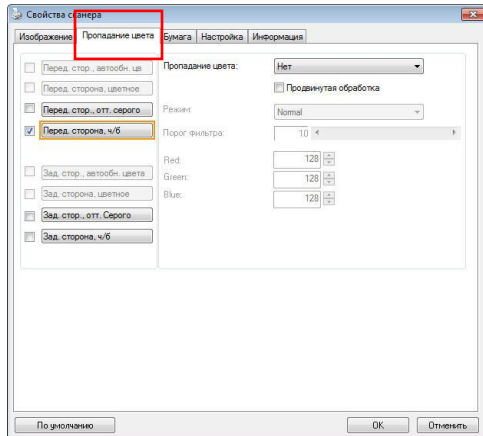 Свойства сканера
Изображение Пропадание цвета Бумага Настройка Информация
Перед. стор., автообн. цв Пропадание цвета: Нет
Перед. сторона, цветное Продвинутая обработка
Перед. стор., отт. серого Режим: Normal
Перед. сторона, ч/б Порог фильтра: 10
Red: 128
Зад. стор., автообн. цвета Green: 128
Зад. сторона, цветное Blue: 128
Зад. стор., отт. Серого
Зад. сторона, ч/б
По умолчанию OK Отменить